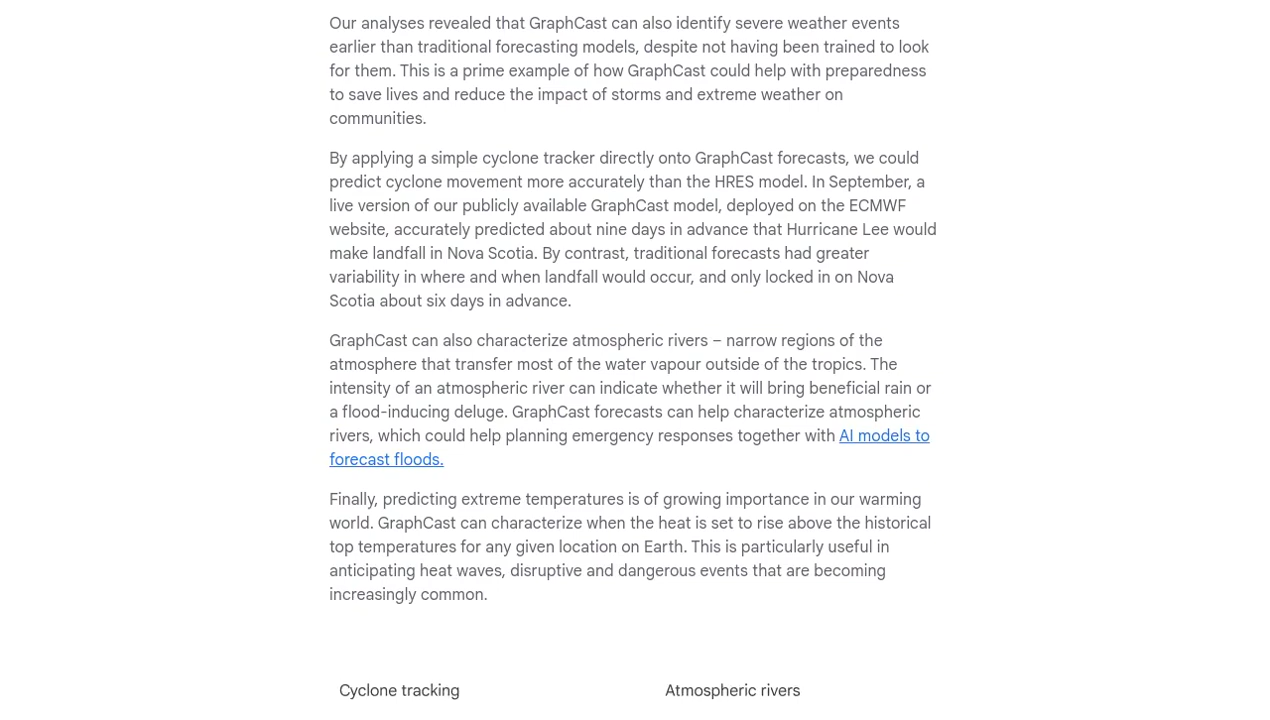 Our analyses revealed that GraphCast can also identify severe weather events
earlier than traditional forecasting models, despite not having been trained to look
for them. This is a prime example of how GraphCast could help with preparedness
to save lives and reduce the impact of storms and extreme weather on
communities.
By applying a simple cyclone tracker directly onto GraphCast forecasts, we could
predict cyclone movement more accurately than the HRES model. In September, a
live version of our publicly available GraphCast model, deployed on the ECMWF
website, accurately predicted about nine days in advance that Hurricane Lee would
make landfall in Nova Scotia. By contrast, traditional forecasts had greater
variability in where and when landfall would occur, and only locked in on Nova
Scotia about six days in advance.
GraphCast can also characterize atmospheric rivers – narrow regions of the
atmosphere that transfer most of the water vapour outside of the tropics. The
intensity of an atmospheric river can indicate whether it will bring beneficial rain or
a flood-inducing deluge. GraphCast forecasts can help characterize atmospheric
rivers, which could help planning emergency responses together with AI models to
forecast floods.
Finally, predicting extreme temperatures is of growing importance in our warming
world. GraphCast can characterize when the heat is set to rise above the historical
top temperatures for any given location on Earth. This is particularly useful in
anticipating heat waves, disruptive and dangerous events that are becoming
increasingly common.
Cyclone tracking
Atmospheric rivers